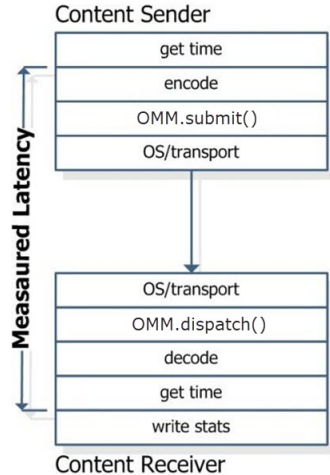 Content Sender
get time
encode
OMM.submit()
OS/transport
Measaured Latency
OS/transport
OMM.dispatch()
decode
get time
write stats
Content Receiver